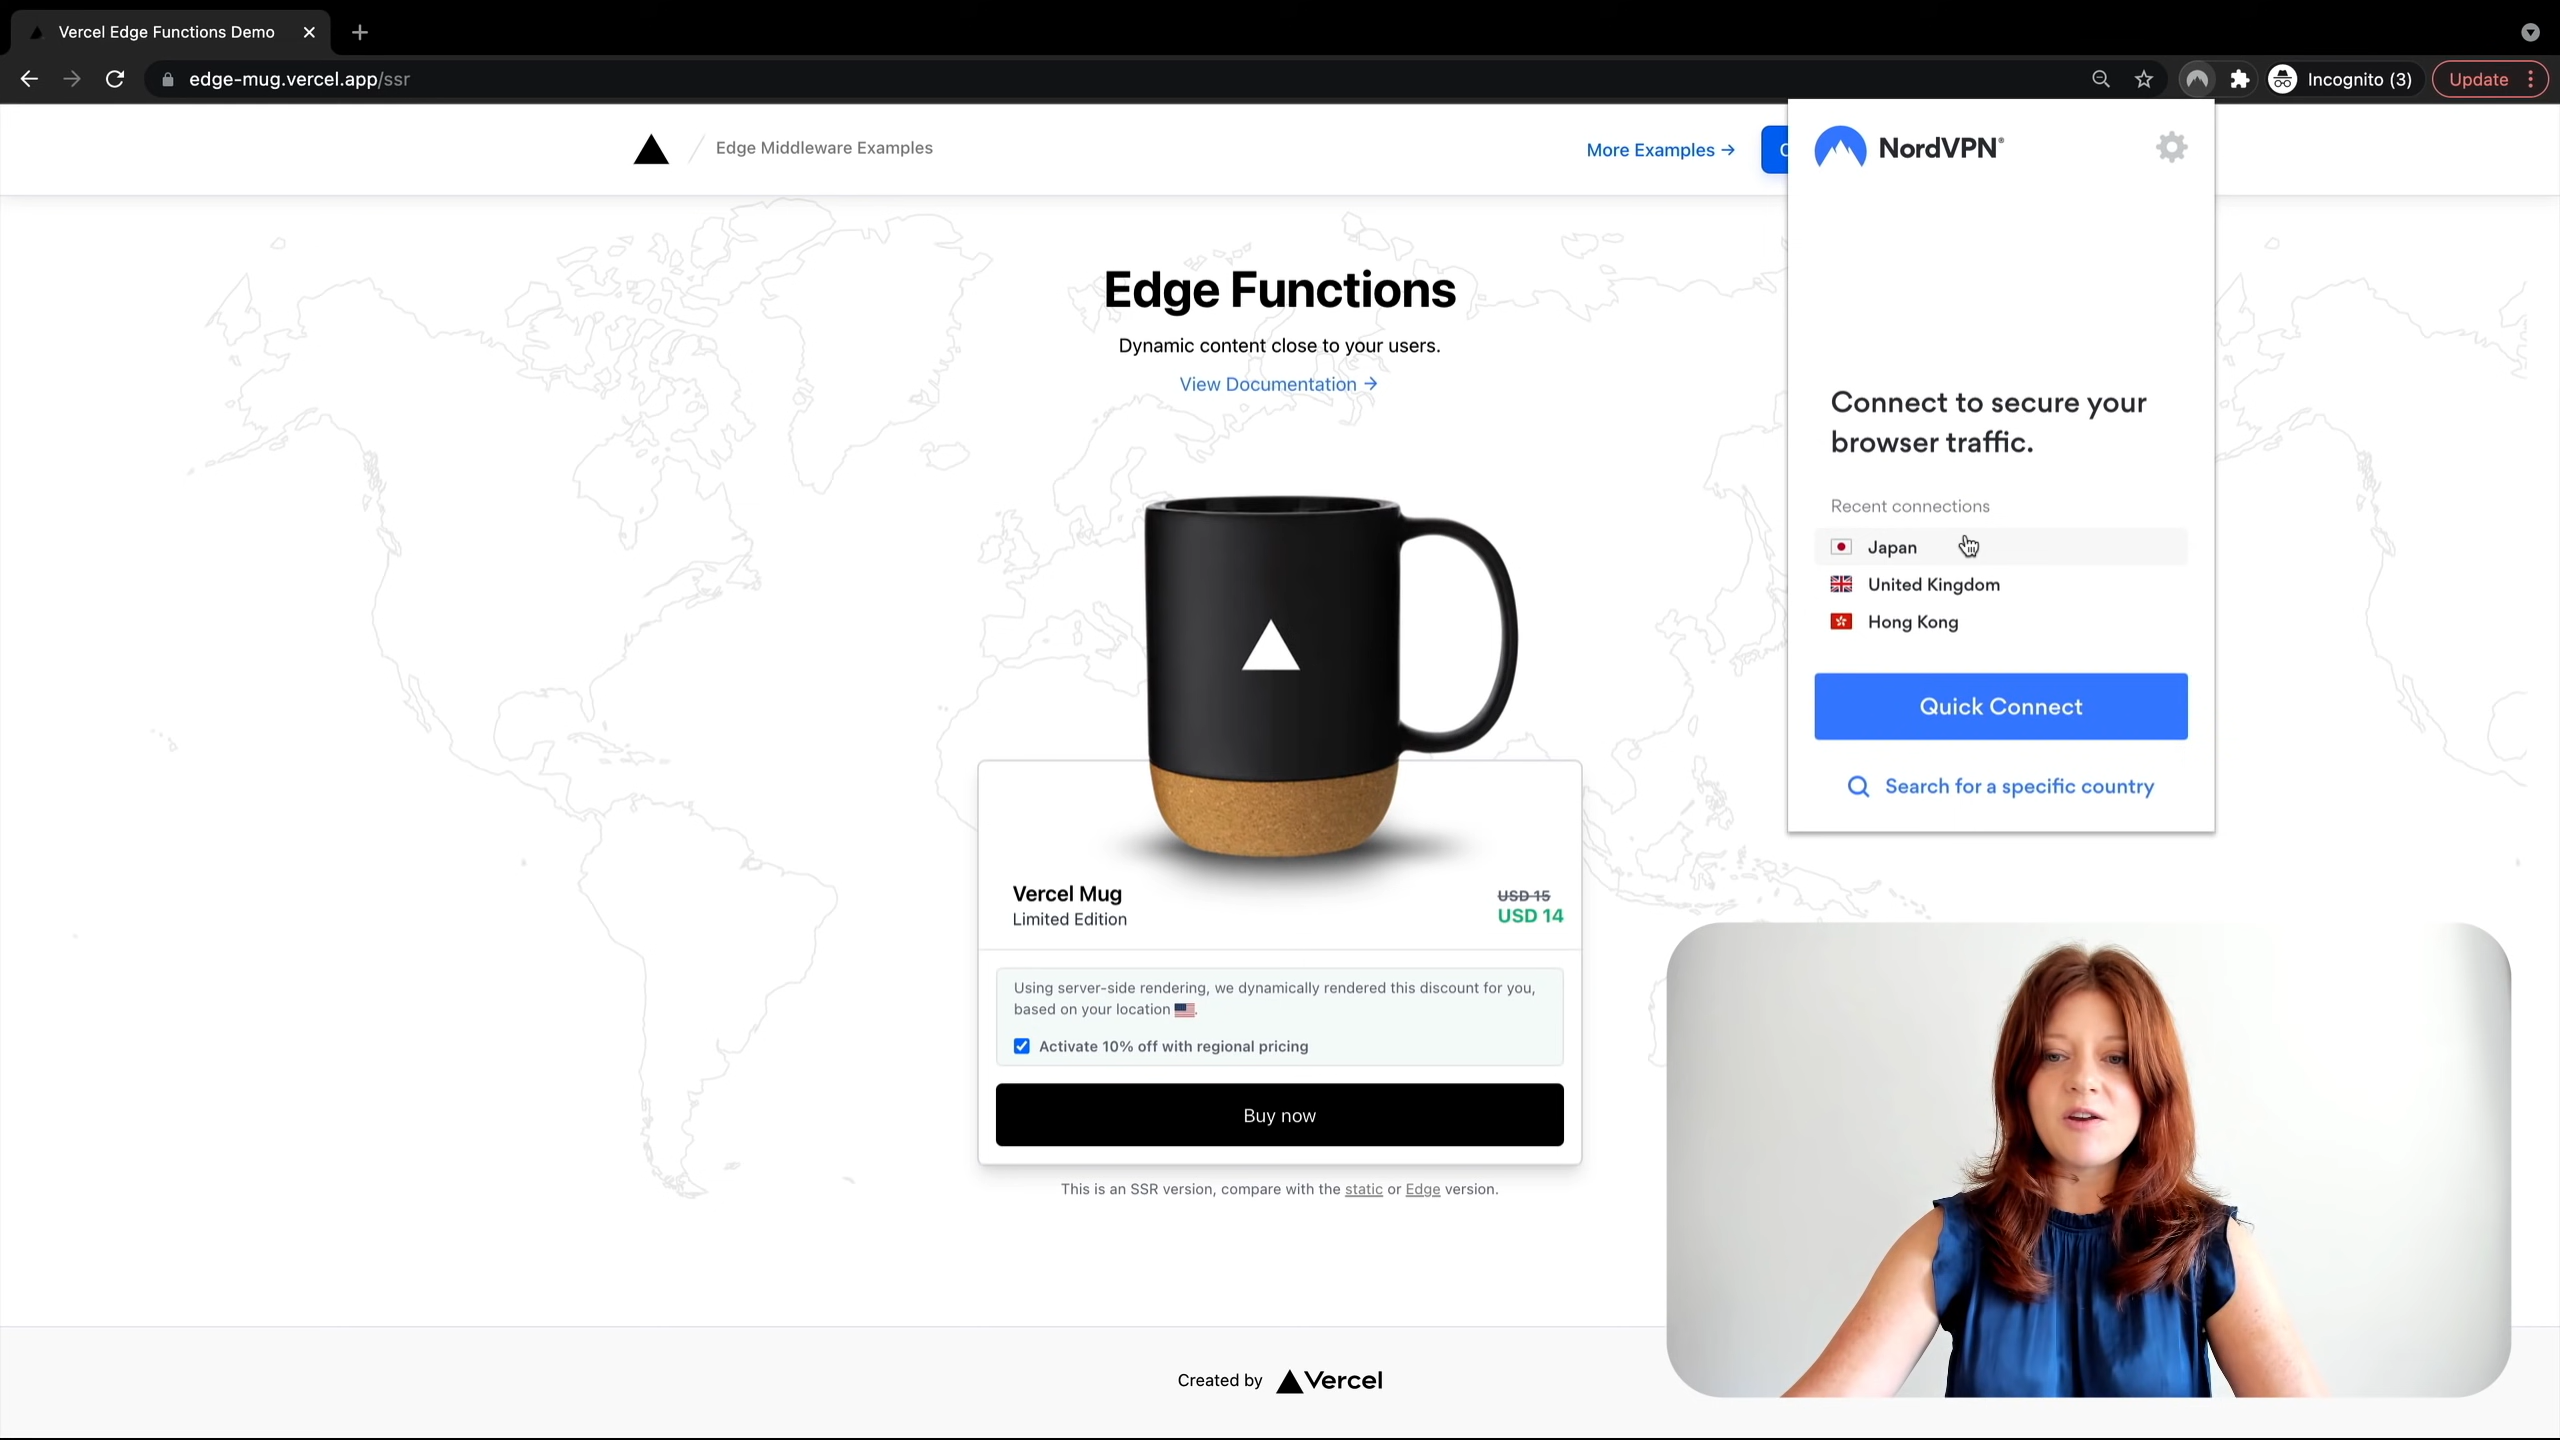 Vercel Edge Functions Demo
edge-mug.vercel.app/ssr
Incognito (3)
Update
Edge Middleware Examples
More Examples →
NordVPN®
Edge Functions
Dynamic content close to your users.
View Documentation →
Connect to secure your
browser traffic.
Recent connections
Japan
United Kingdom
Hong Kong
Quick Connect
Search for a specific country
Vercel Mug
Limited Edition
USD 15
USD 14
Using server-side rendering, we dynamically rendered this discount for you,
based on your location 🇺🇸.
Activate 10% off with regional pricing
Buy now
This is an SSR version, compare with the static or Edge version.
Created by ▲Vercel